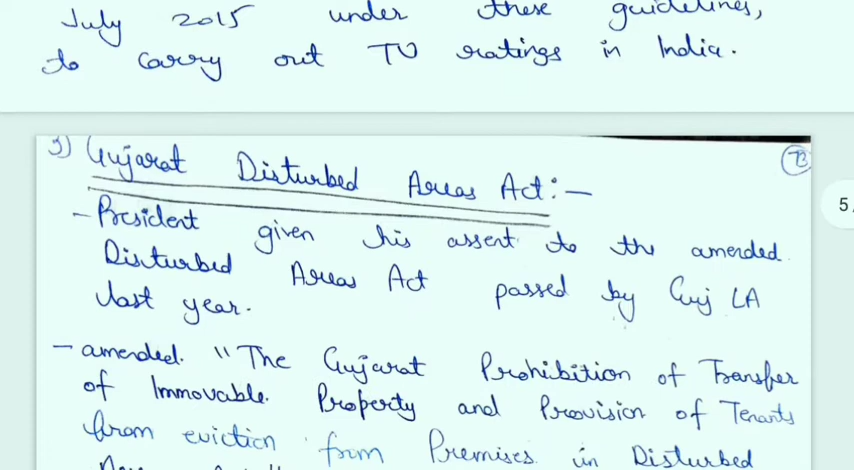 July 2015 under these guidelines,
to carry out TV ratings in India.
3) Gujarat Disturbed Areas Act :-
73
- President given his assent to the amended
Disturbed Areas Act passed by Guj LA
last year.
5
- amended "The Gujarat Prohibition of Transfer
of Immovable Property and Provision of Tenants
from eviction from Premises in Disturbed